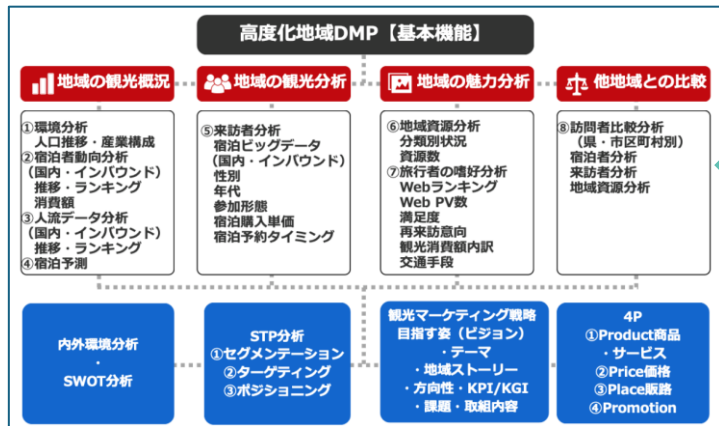 高度化地域DMP【基本機能】
地域の観光概況
地域の観光分析
地域の魅力分析
他地域との比較
①環境分析
人口推移・産業構成
②宿泊者動向分析
(国内・インバウンド)
推移・ランキング
消費額
③人流データ分析
(国内・インバウンド)
推移・ランキング
④宿泊予測
⑤来訪者分析
宿泊ビッグデータ
(国内・インバウンド)
性別
年代
参加形態
宿泊購入単価
宿泊予約タイミング
⑥地域資源分析
分類別状況
資源数
⑦旅行者の嗜好分析
Webランキング
Web PV数
満足度
再来訪意向
観光消費額内訳
交通手段
⑧訪問者比較分析
(県・市区町村別)
宿泊者分析
来訪者分析
地域資源分析
内外環境分析
・
SWOT分析
STP分析
①セグメンテーション
②ターゲティング
③ポジショニング
観光マーケティング戦略
目指す姿(ビジョン)
・テーマ
・地域ストーリー
・方向性・KPI/KGI
・課題・取組内容
4P
①Product商品
・サービス
②Price価格
③Place販路
④Promotion